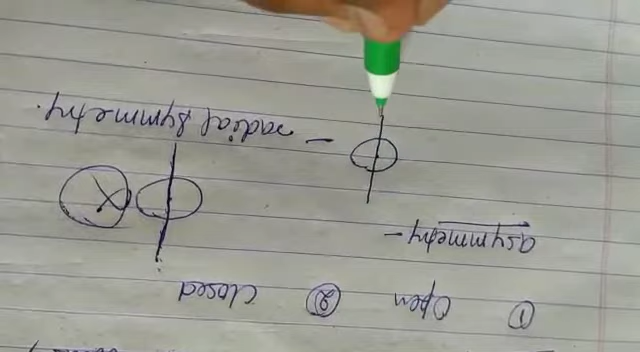 ① Open ② Closed
asymmetry -
- radial symmetry.